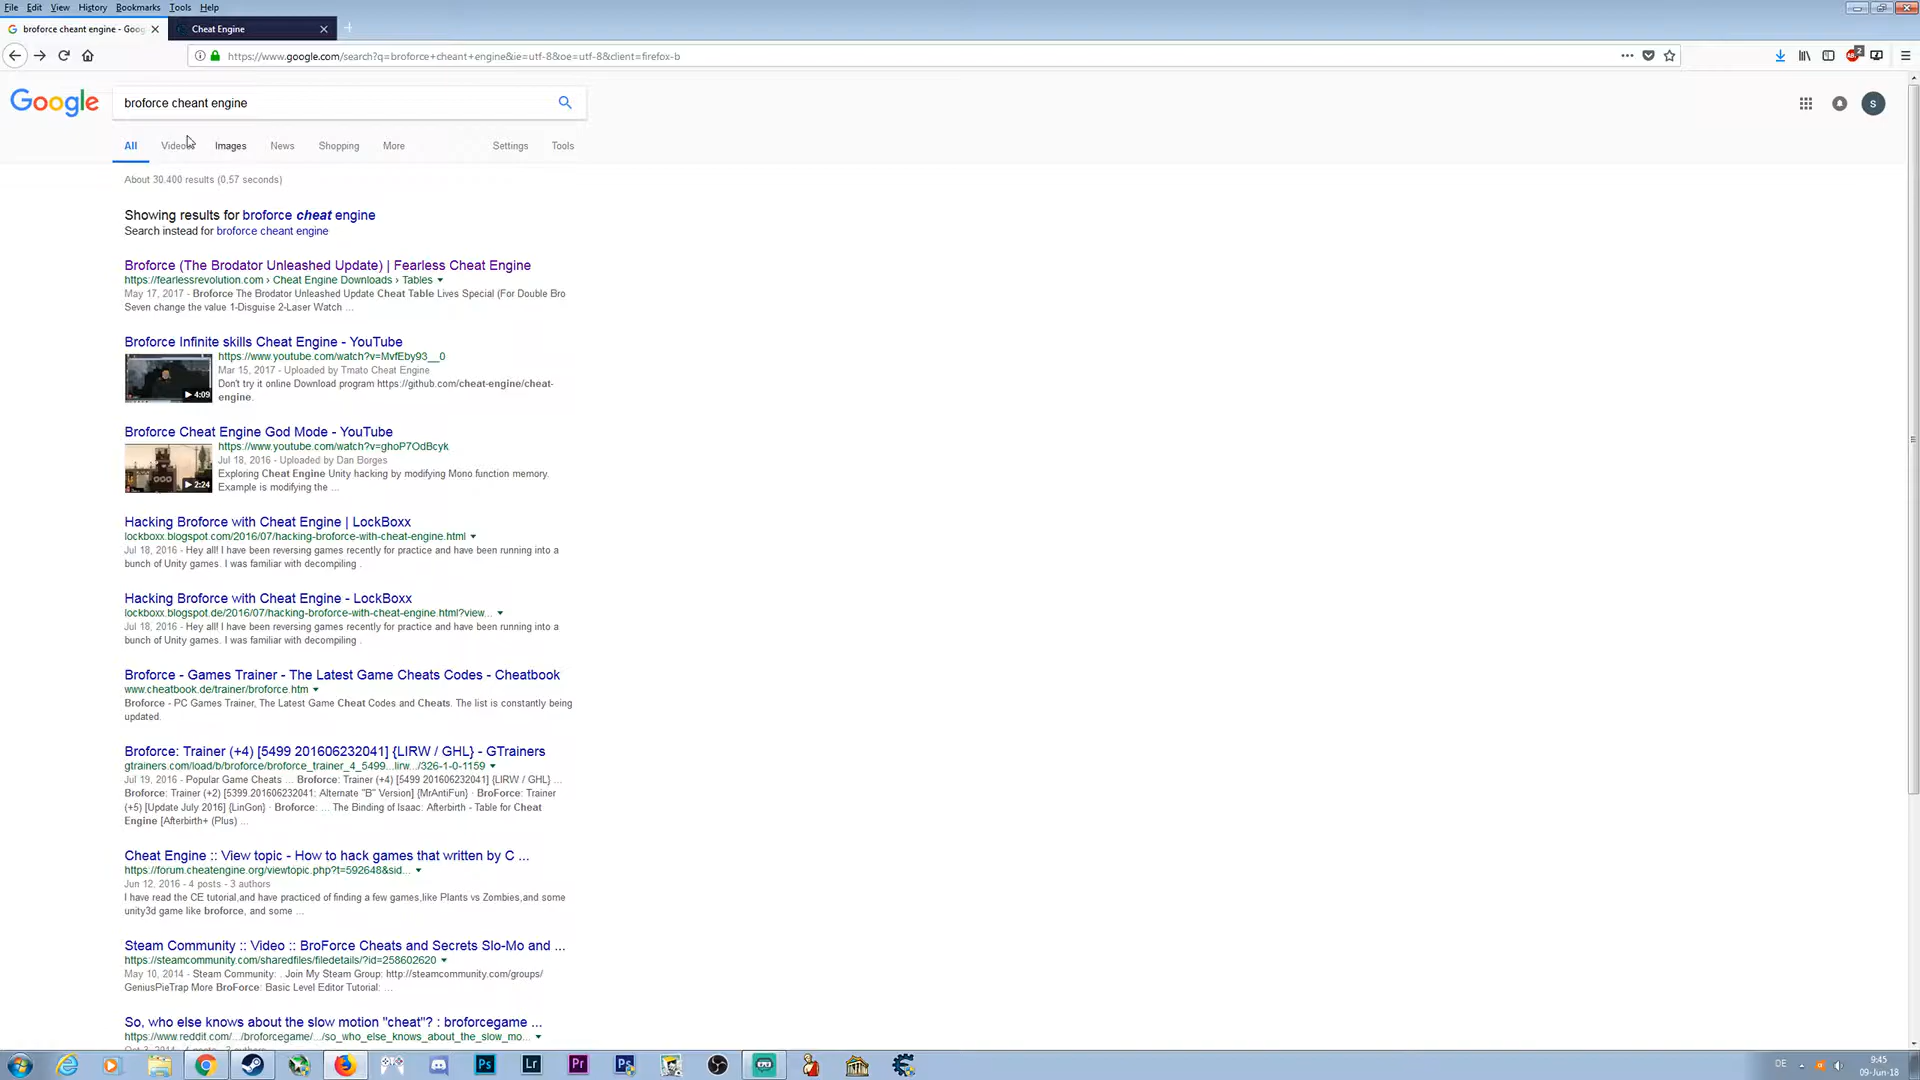 File Edit View History Bookmarks Tools Help
broforce cheant engine - Goog
Cheat Engine
https://www.google.com/search?q=broforce+cheant+engine&ie=utf-8&oe=utf-8&client=firefox-b
2
Google
broforce cheant engine
S
All Videos Images News Shopping More Settings Tools
About 30.400 results (0,57 seconds)
Showing results for broforce cheat engine
Search instead for broforce cheant engine
Broforce (The Brodator Unleashed Update) | Fearless Cheat Engine
https://fearlessrevolution.com › Cheat Engine Downloads › Tables
May 17, 2017 - Broforce The Brodator Unleashed Update Cheat Table Lives Special (For Double Bro
Seven change the value 1-Disguise 2-Laser Watch ...
Broforce Infinite skills Cheat Engine - YouTube
https://www.youtube.com/watch?v=MvfEby93__0
Mar 15, 2017 - Uploaded by Tmato Cheat Engine
Don't try it online Download program https://github.com/cheat-engine/cheat-
engine.
4:09
Broforce Cheat Engine God Mode - YouTube
https://www.youtube.com/watch?v=ghoP7OdBcyk
Jul 18, 2016 - Uploaded by Dan Borges
Exploring Cheat Engine Unity hacking by modifying Mono function memory.
Example is modifying the ...
2:24
Hacking Broforce with Cheat Engine | LockBoxx
lockboxx.blogspot.com/2016/07/hacking-broforce-with-cheat-engine.html
Jul 18, 2016 - Hey all! I have been reversing games recently for practice and have been running into a
bunch of Unity games. I was familiar with decompiling .
Hacking Broforce with Cheat Engine - LockBoxx
lockboxx.blogspot.de/2016/07/hacking-broforce-with-cheat-engine.html?view...
Jul 18, 2016 - Hey all! I have been reversing games recently for practice and have been running into a
bunch of Unity games. I was familiar with decompiling .
Broforce - Games Trainer - The Latest Game Cheats Codes - Cheatbook
www.cheatbook.de/trainer/broforce.htm
Broforce - PC Games Trainer, The Latest Game Cheat Codes and Cheats. The list is constantly being
updated.
Broforce: Trainer (+4) [5499 201606232041] {LIRW / GHL} - GTrainers
gtrainers.com/load/b/broforce/broforce_trainer_4_5499...lirw.../326-1-0-1159
Jul 19, 2016 - Popular Game Cheats ... Broforce: Trainer (+4) [5499 201606232041] {LIRW / GHL} ...
Broforce: Trainer (+2) [5399.201606232041: Alternate "B" Version] {MrAntiFun} · BroForce: Trainer
(+5) [Update July 2016] {LinGon} · Broforce: ... The Binding of Isaac: Afterbirth - Table for Cheat
Engine [Afterbirth+ (Plus) ...
Cheat Engine :: View topic - How to hack games that written by C ...
https://forum.cheatengine.org/viewtopic.php?t=592648&sid...
Jun 12, 2016 - 4 posts - 3 authors
I have read the CE tutorial,and have practiced of finding a few games,like Plants vs Zombies,and some
unity3d game like broforce, and some ...
Steam Community :: Video :: BroForce Cheats and Secrets Slo-Mo and ...
https://steamcommunity.com/sharedfiles/filedetails/?id=258602620
May 10, 2014 - Steam Community: . Join My Steam Group: http://steamcommunity.com/groups/
GeniusPieTrap More BroForce: Basic Level Editor Tutorial: ...
So, who else knows about the slow motion "cheat"? : broforcegame ...
https://www.reddit.com/.../broforcegame/.../so_who_else_knows_about_the_slow_mo...
Ps Lr Pr Ps
DE
9:45
09-Jun-18